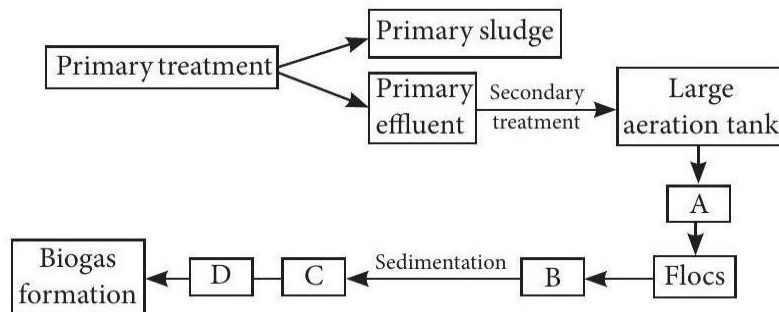 Primary treatment
Primary sludge
Primary
effluent
Secondary
treatment
Large
aeration tank
A
Flocs
B
Sedimentation
C
D
Biogas
formation